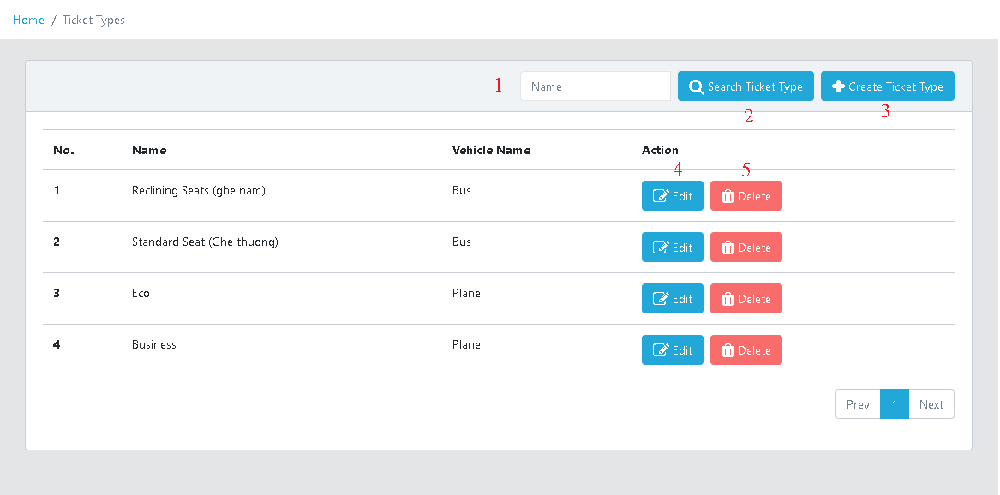 Home / Ticket Types
1 Name Search Ticket Type Create Ticket Type
2 3
No. Name Vehicle Name Action
4 5
1 Reclining Seats (ghe nam) Bus Edit Delete
2 Standard Seat (Ghe thuong) Bus Edit Delete
3 Eco Plane Edit Delete
4 Business Plane Edit Delete
Prev 1 Next